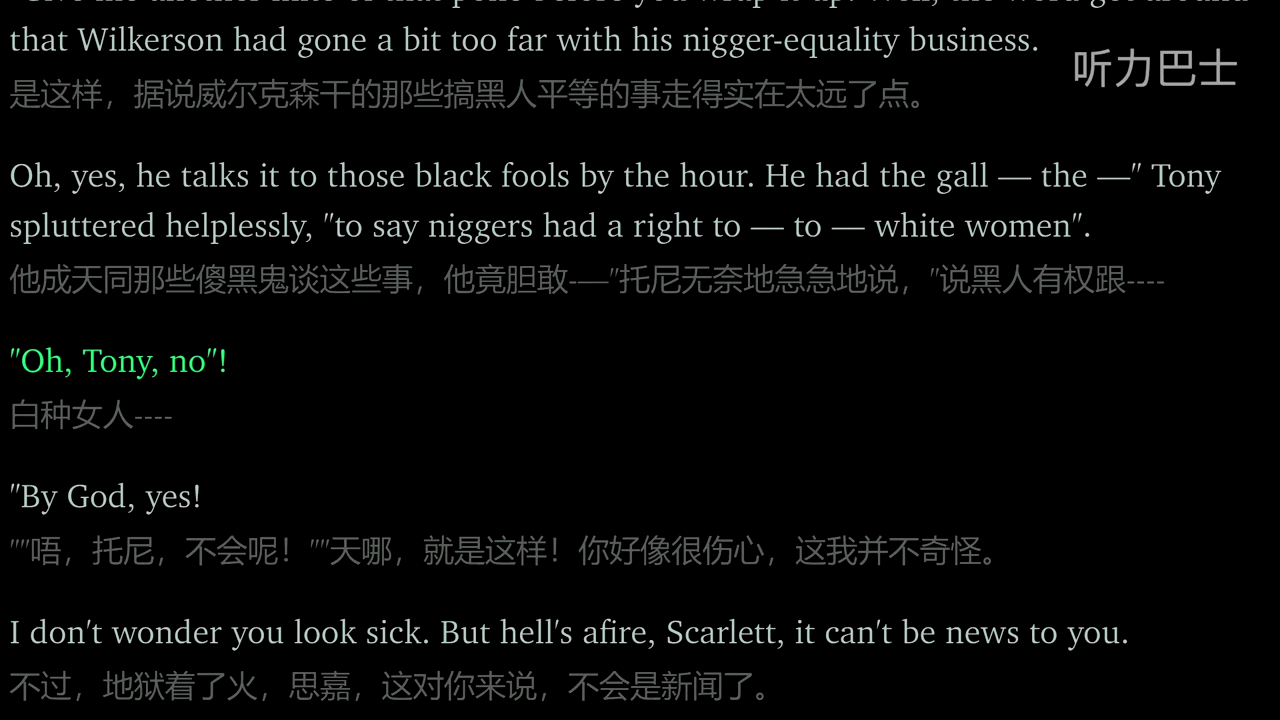 that Wilkerson had gone a bit too far with his nigger-equality business.
听力巴士
是这样，据说威尔克森干的那些搞黑人平等的事走得实在太远了点。
Oh, yes, he talks it to those black fools by the hour. He had the gall — the —" Tony
spluttered helplessly, "to say niggers had a right to — to — white women".
他成天同那些傻黑鬼谈这些事，他竟胆敢-—"托尼无奈地急急地说，"说黑人有权跟----
"Oh, Tony, no"!
白种女人----
"By God, yes!
""唔，托尼，不会呢！""天哪，就是这样！你好像很伤心，这我并不奇怪。
I don't wonder you look sick. But hell's afire, Scarlett, it can't be news to you.
不过，地狱着了火，思嘉，这对你来说，不会是新闻了。